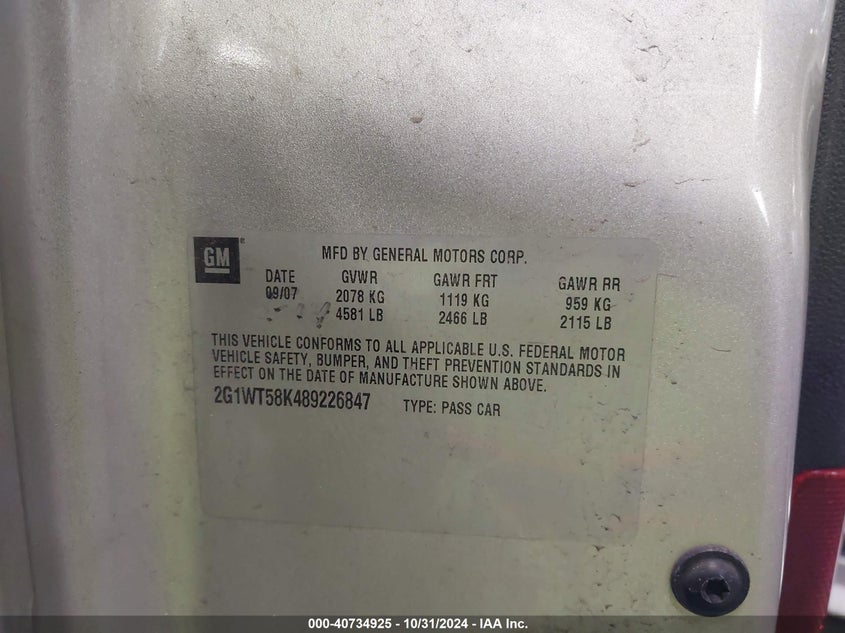 GM
MFD BY GENERAL MOTORS CORP.
DATE GVWR GAWR FRT GAWR RR
09/07 2078 KG 1119 KG 959 KG
4581 LB 2466 LB 2115 LB
THIS VEHICLE CONFORMS TO ALL APPLICABLE U.S. FEDERAL MOTOR
VEHICLE SAFETY, BUMPER, AND THEFT PREVENTION STANDARDS IN
EFFECT ON THE DATE OF MANUFACTURE SHOWN ABOVE.
2G1WT58K489226847 TYPE: PASS CAR
000-40734925 - 10/31/2024 - IAA Inc.